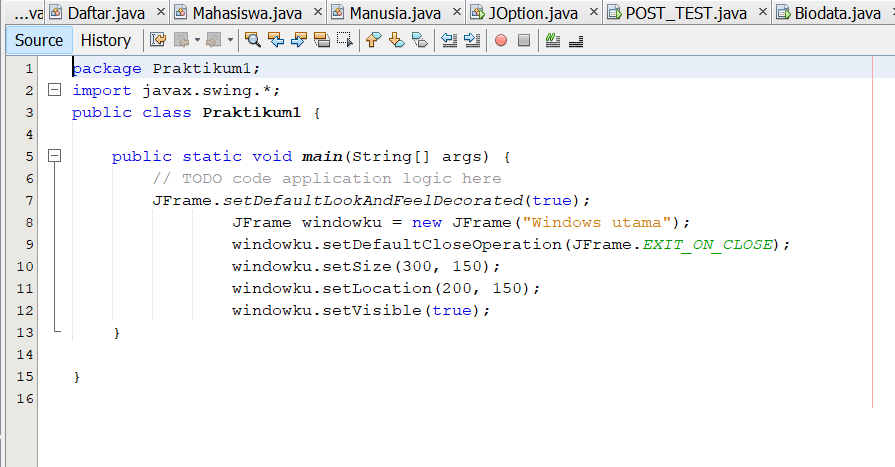 ...va Daftar.java × Mahasiswa.java × Manusia.java × JOption.java × POST_TEST.java × Biodata.java ×
Source History
1 package Praktikum1;
2 import javax.swing.*;
3 public class Praktikum1 {
4
5 public static void main(String[] args) {
6 // TODO code application logic here
7 JFrame.setDefaultLookAndFeelDecorated(true);
8 JFrame windowku = new JFrame("Windows utama");
9 windowku.setDefaultCloseOperation(JFrame.EXIT_ON_CLOSE);
10 windowku.setSize(300, 150);
11 windowku.setLocation(200, 150);
12 windowku.setVisible(true);
13 }
14
15 }
16